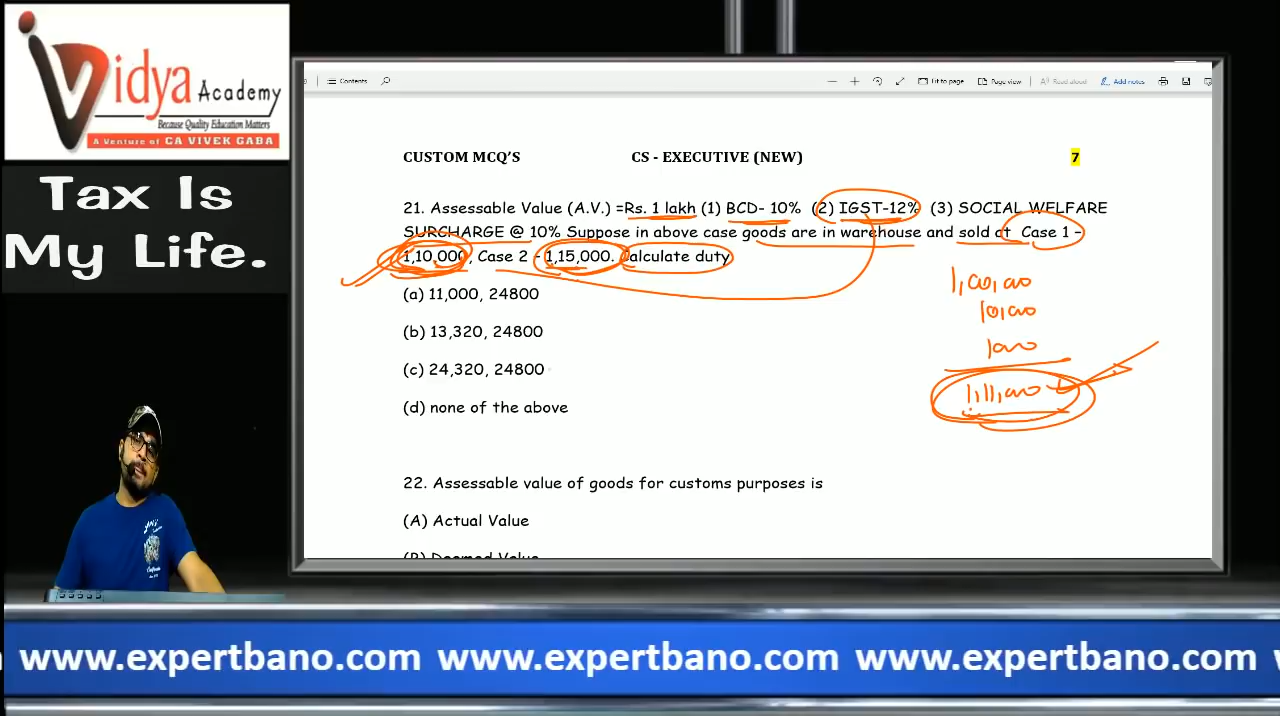 Vidya Academy
Because Quality Education Matters
A Venture of CA VIVEK GABA
Tax Is
My Life.
Contents
Fit to page
Page view
Read aloud
Add notes
CUSTOM MCQ'S CS - EXECUTIVE (NEW) 7
21. Assessable Value (A.V.) =Rs. 1 lakh (1) BCD- 10% (2) IGST-12% (3) SOCIAL WELFARE
SURCHARGE @ 10% Suppose in above case goods are in warehouse and sold at Case 1 –
1,10,000, Case 2 - 1,15,000. Calculate duty
(a) 11,000, 24800
(b) 13,320, 24800
(c) 24,320, 24800
(d) none of the above
1,00,000
10,000
1000
1,11,000
22. Assessable value of goods for customs purposes is
(A) Actual Value
(B) Deemed Value
www.expertbano.com www.expertbano.com www.expertbano.com